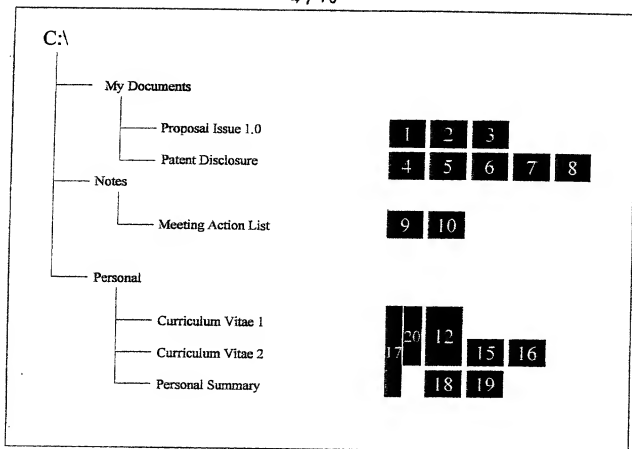 C:\
My Documents
Proposal Issue 1.0 1 2 3
Patent Disclosure 4 5 6 7 8
Notes
Meeting Action List 9 10
Personal
Curriculum Vitae 1 17 20 12
Curriculum Vitae 2 15 16
Personal Summary 18 19